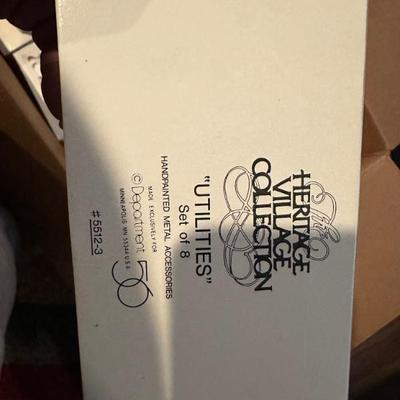 The
HERITAGE
VILLAGE
COLLECTION
"UTILITIES"
Set of 8
HANDPAINTED METAL ACCESSORIES
MADE EXCLUSIVELY FOR
© Department 56
MINNEAPOLIS MN 55344 U.S.A.
#5512-3